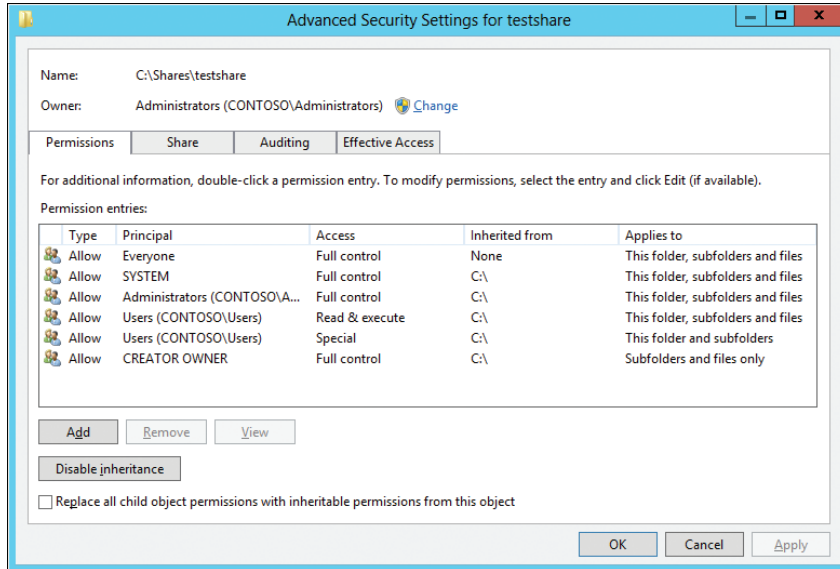 Advanced Security Settings for testshare
Name: C:\Shares\testshare
Owner: Administrators (CONTOSO\Administrators) Change
Permissions Share Auditing Effective Access
For additional information, double-click a permission entry. To modify permissions, select the entry and click Edit (if available).
Permission entries:
Type Principal Access Inherited from Applies to
Allow Everyone Full control None This folder, subfolders and files
Allow SYSTEM Full control C:\ This folder, subfolders and files
Allow Administrators (CONTOSO\A... Full control C:\ This folder, subfolders and files
Allow Users (CONTOSO\Users) Read & execute C:\ This folder, subfolders and files
Allow Users (CONTOSO\Users) Special C:\ This folder and subfolders
Allow CREATOR OWNER Full control C:\ Subfolders and files only
Add Remove View
Disable inheritance
Replace all child object permissions with inheritable permissions from this object
OK Cancel Apply